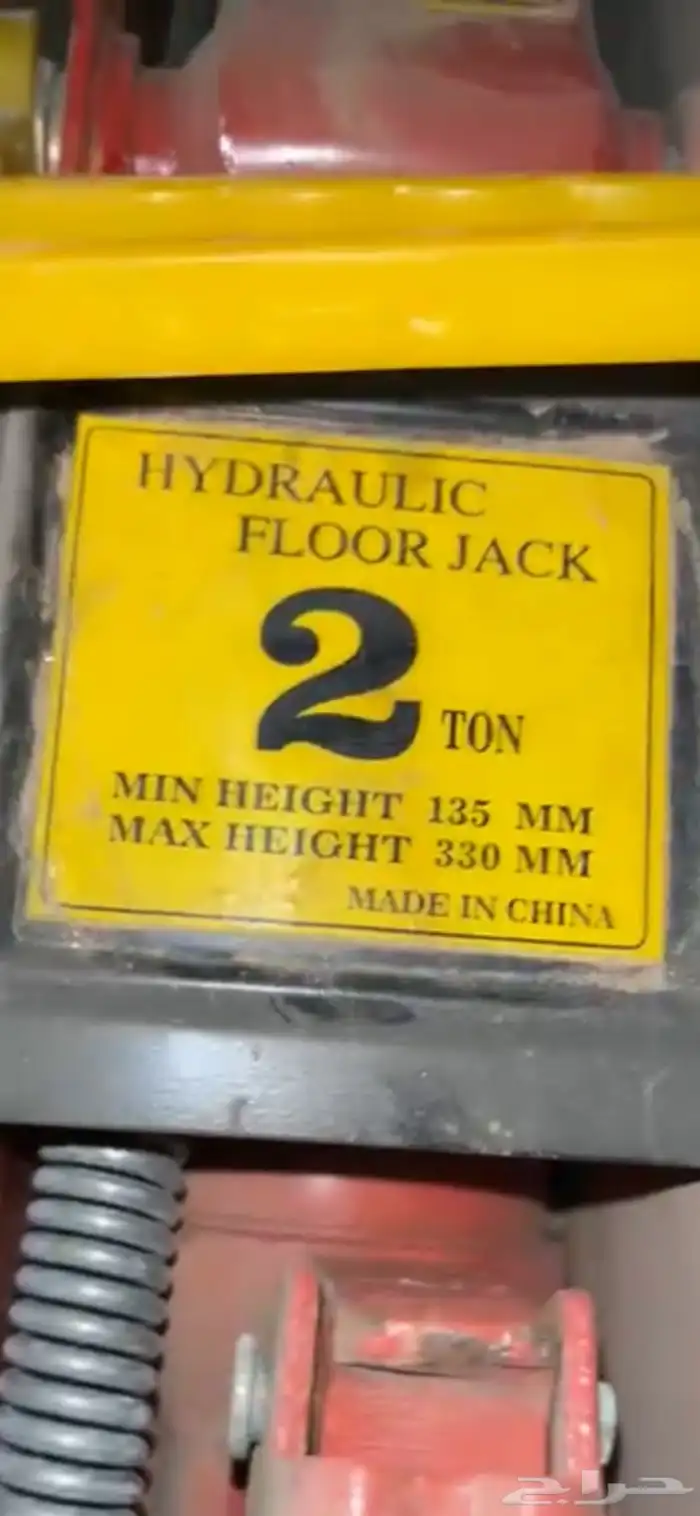 HYDRAULIC
FLOOR JACK
2 TON
MIN HEIGHT 135 MM
MAX HEIGHT 330 MM
MADE IN CHINA
حراج